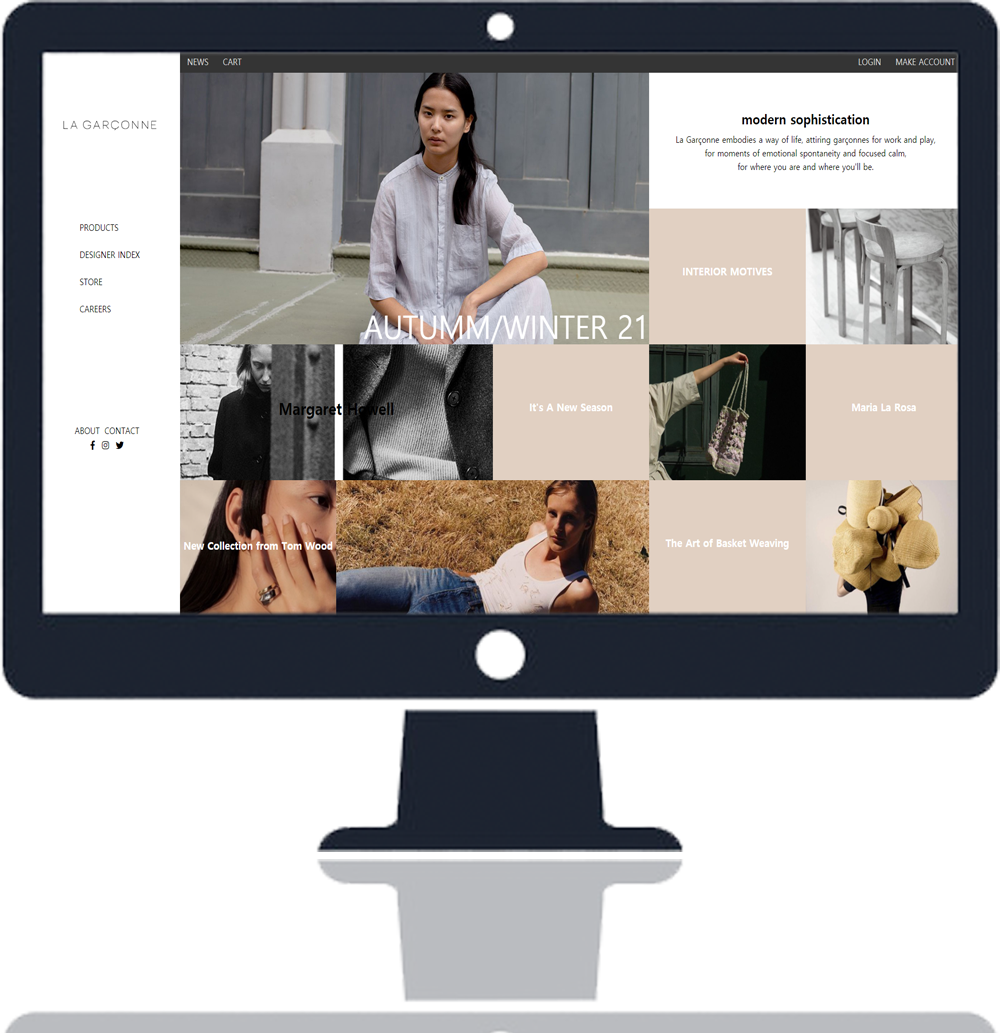 NEWS CART
LOGIN MAKE ACCOUNT
LA GARÇONNE
PRODUCTS
DESIGNER INDEX
STORE
CAREERS
ABOUT CONTACT
modern sophistication
La Garçonne embodies a way of life, attiring garçonnes for work and play,
for moments of emotional spontaneity and focused calm,
for where you are and where you'll be.
AUTUMM/WINTER 21
INTERIOR MOTIVES
Margaret Howell
It's A New Season
Maria La Rosa
New Collection from Tom Wood
The Art of Basket Weaving